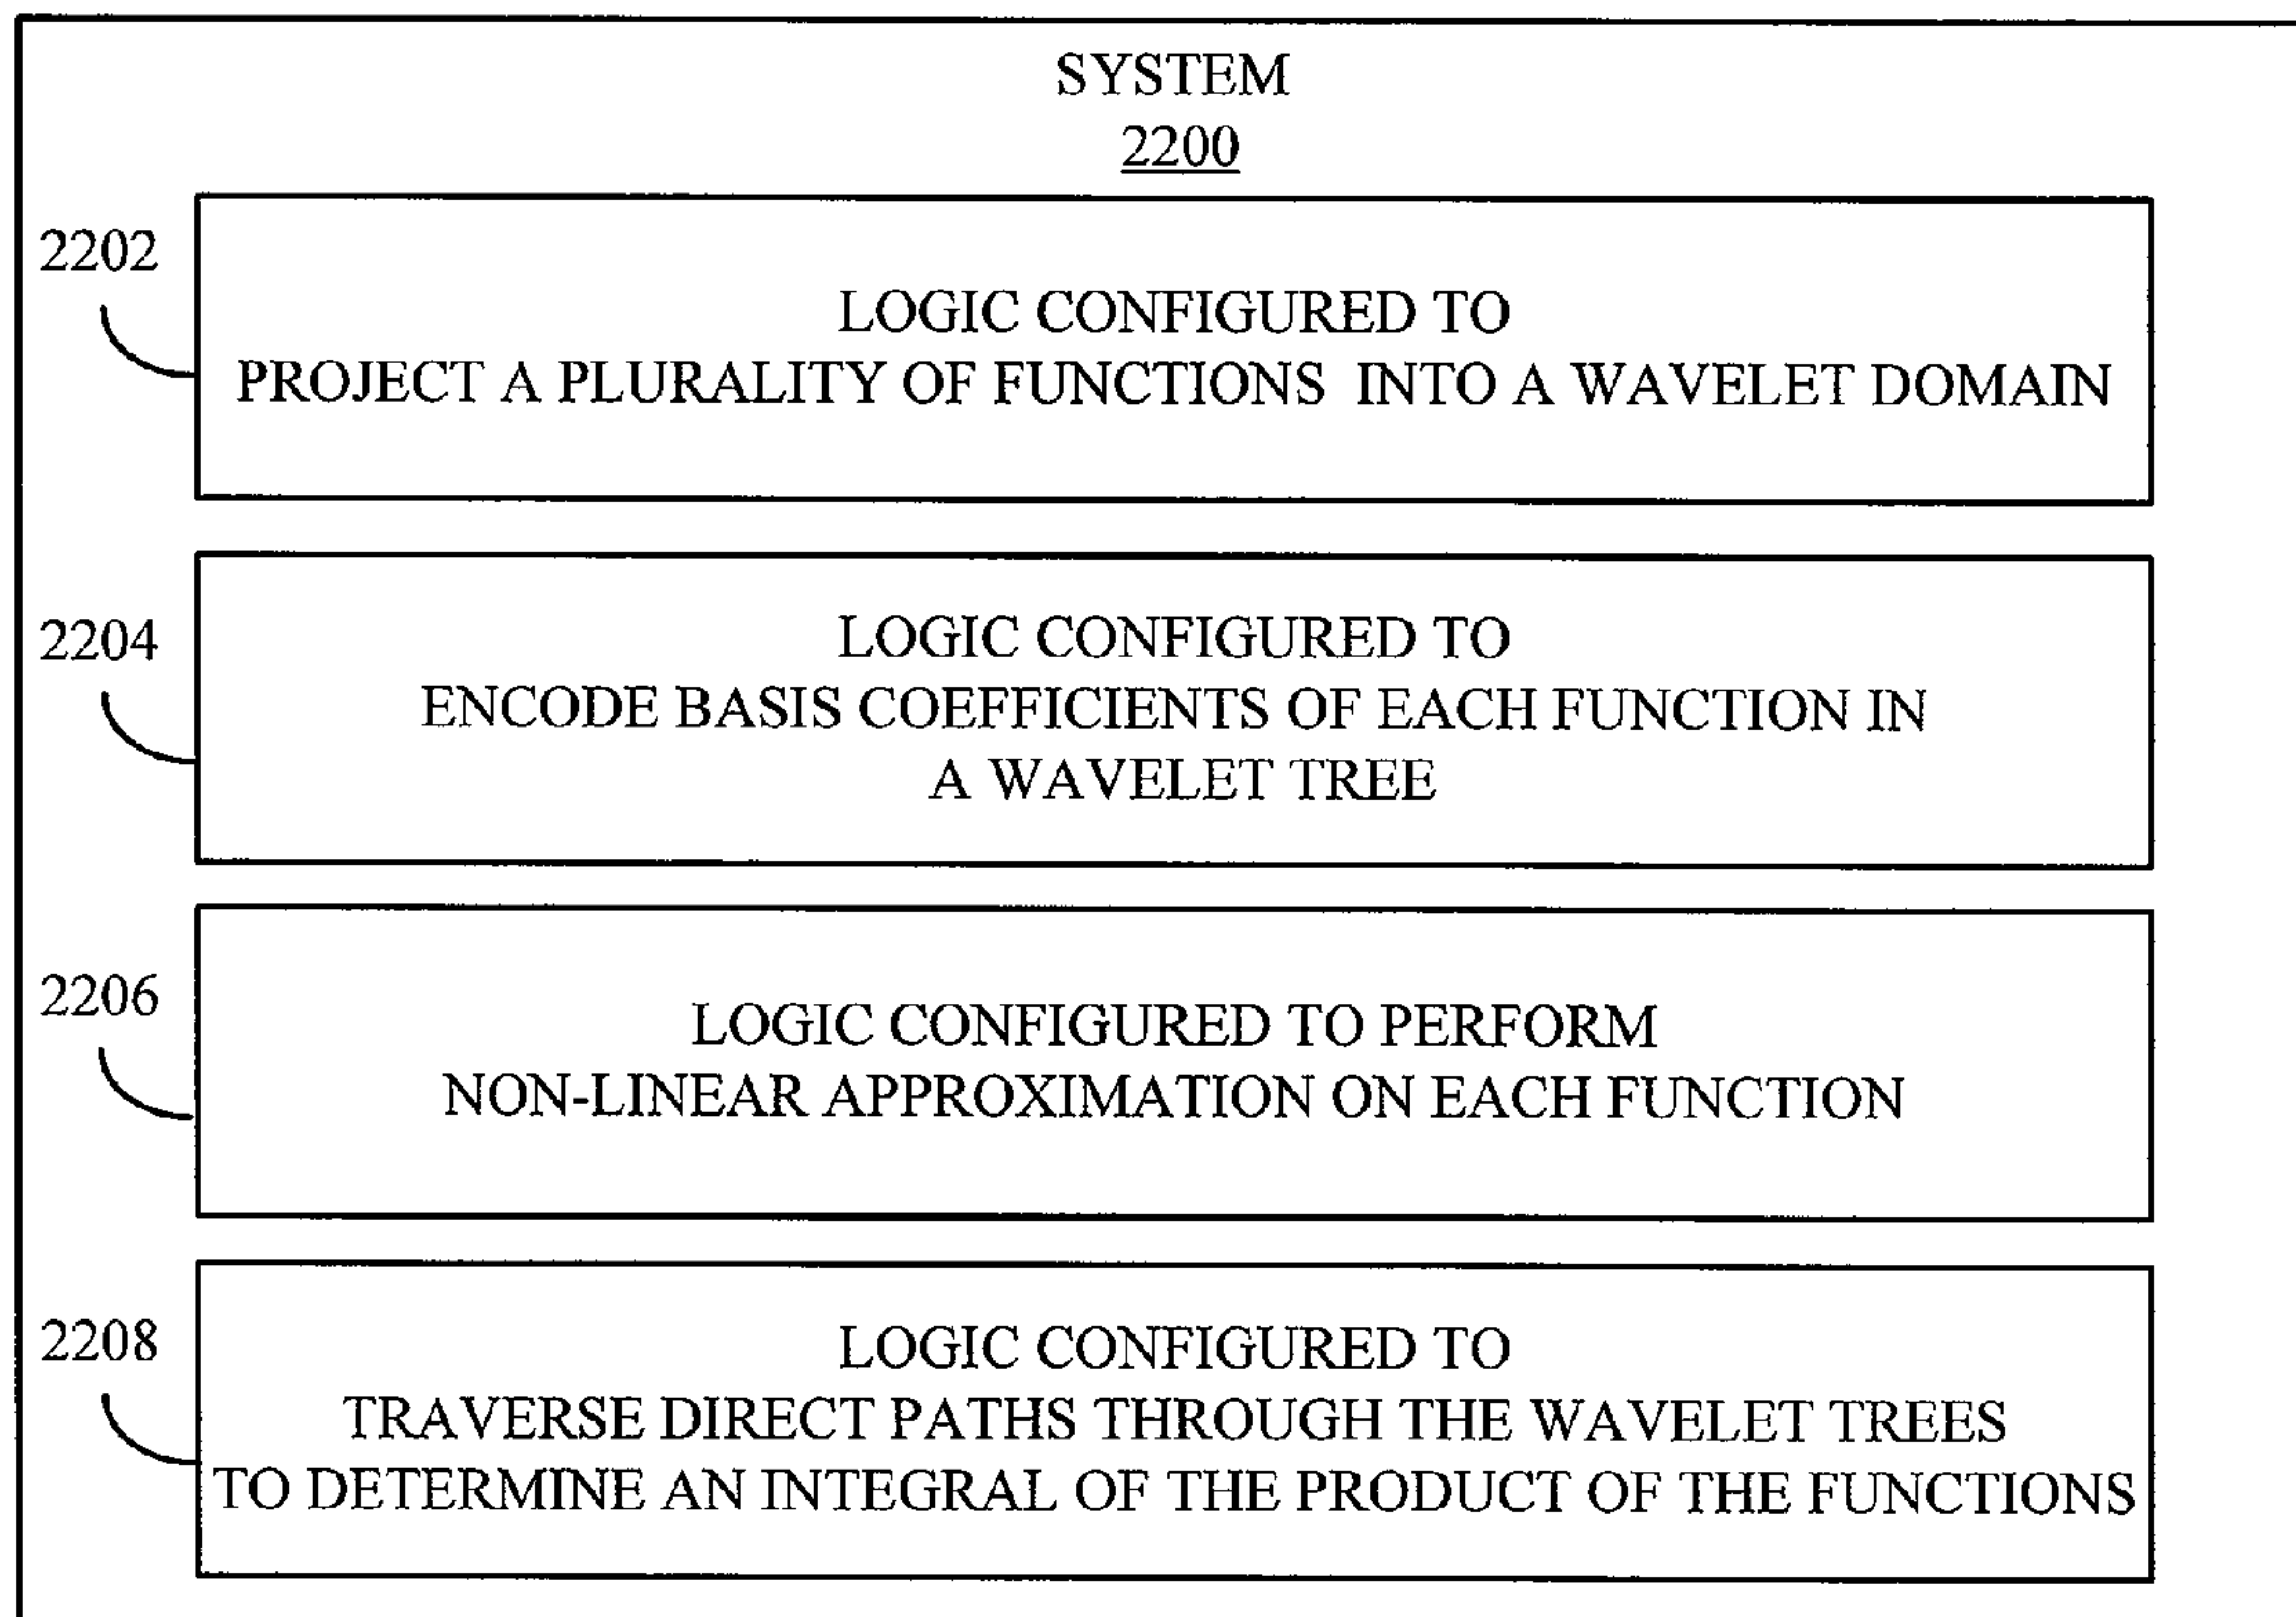 SYSTEM
2200
2202
LOGIC CONFIGURED TO
PROJECT A PLURALITY OF FUNCTIONS INTO A WAVELET DOMAIN
2204
LOGIC CONFIGURED TO
ENCODE BASIS COEFFICIENTS OF EACH FUNCTION IN
A WAVELET TREE
2206
LOGIC CONFIGURED TO PERFORM
NON-LINEAR APPROXIMATION ON EACH FUNCTION
2208
LOGIC CONFIGURED TO
TRAVERSE DIRECT PATHS THROUGH THE WAVELET TREES
TO DETERMINE AN INTEGRAL OF THE PRODUCT OF THE FUNCTIONS